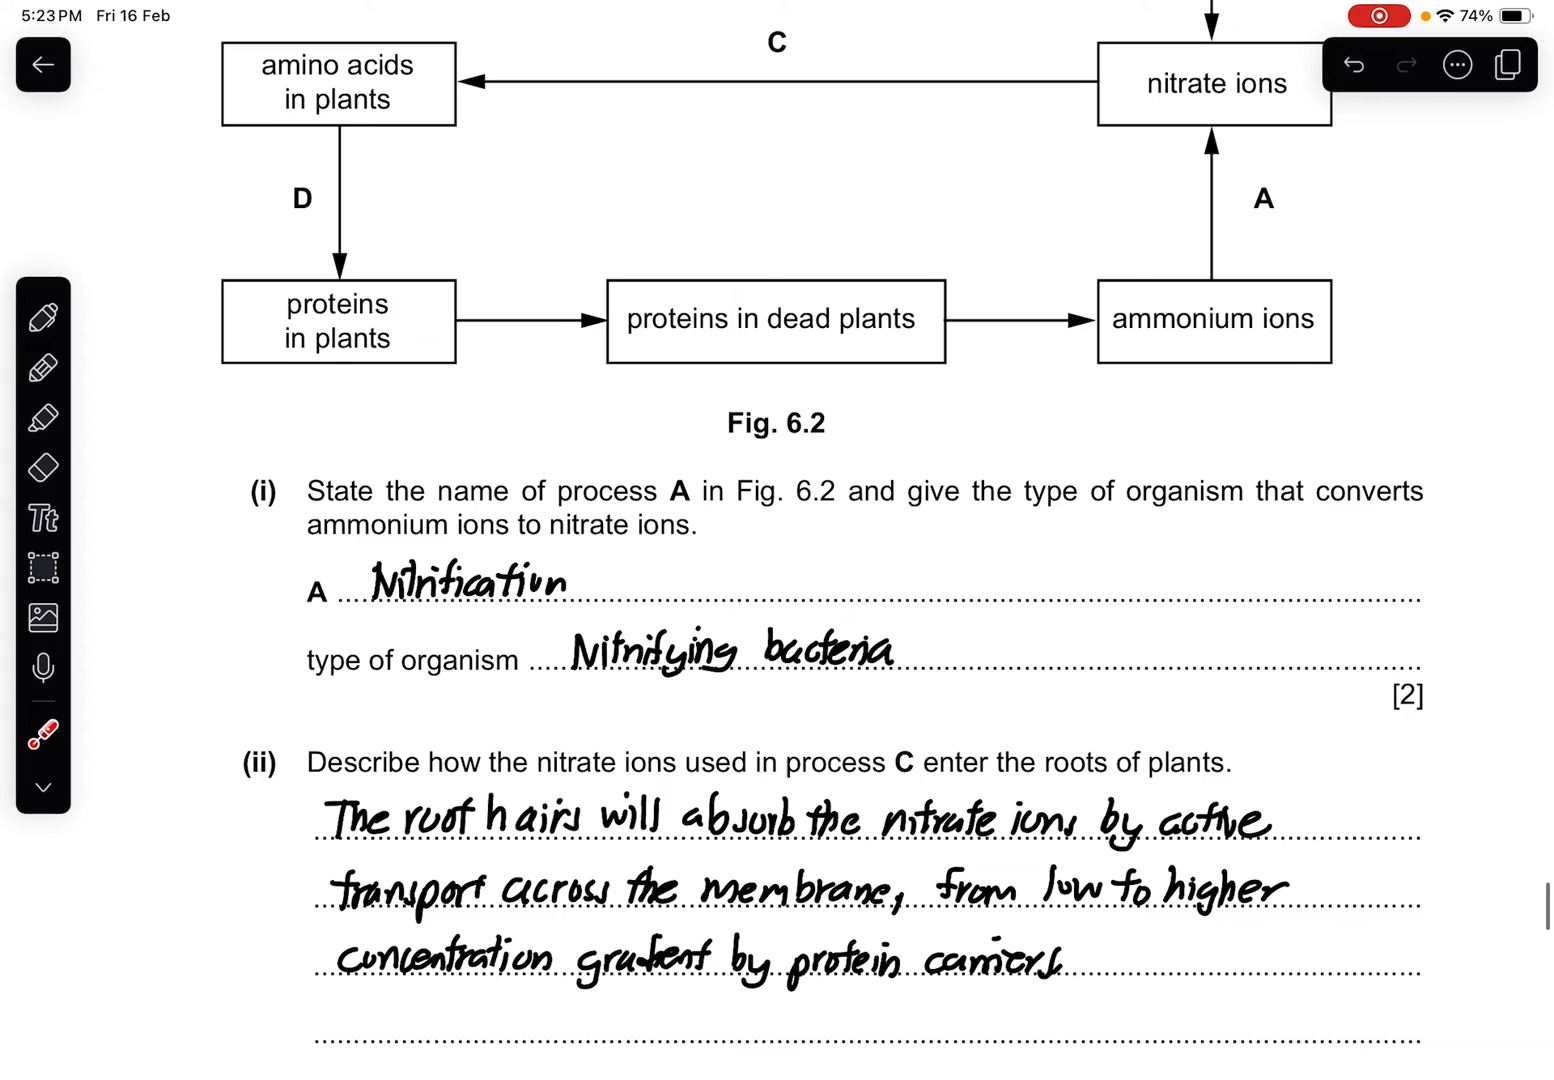 5:23 PM Fri 16 Feb
74%
C
amino acids
in plants
nitrate ions
D
A
proteins
in plants
proteins in dead plants
ammonium ions
Fig. 6.2
(i) State the name of process A in Fig. 6.2 and give the type of organism that converts
ammonium ions to nitrate ions.
A Nitrification
type of organism Nitrifying bacteria
[2]
(ii) Describe how the nitrate ions used in process C enter the roots of plants.
The root hairs will absorb the nitrate ions by active
transport across the membrane, from low to higher
concentration gradient by protein carriers
Tt